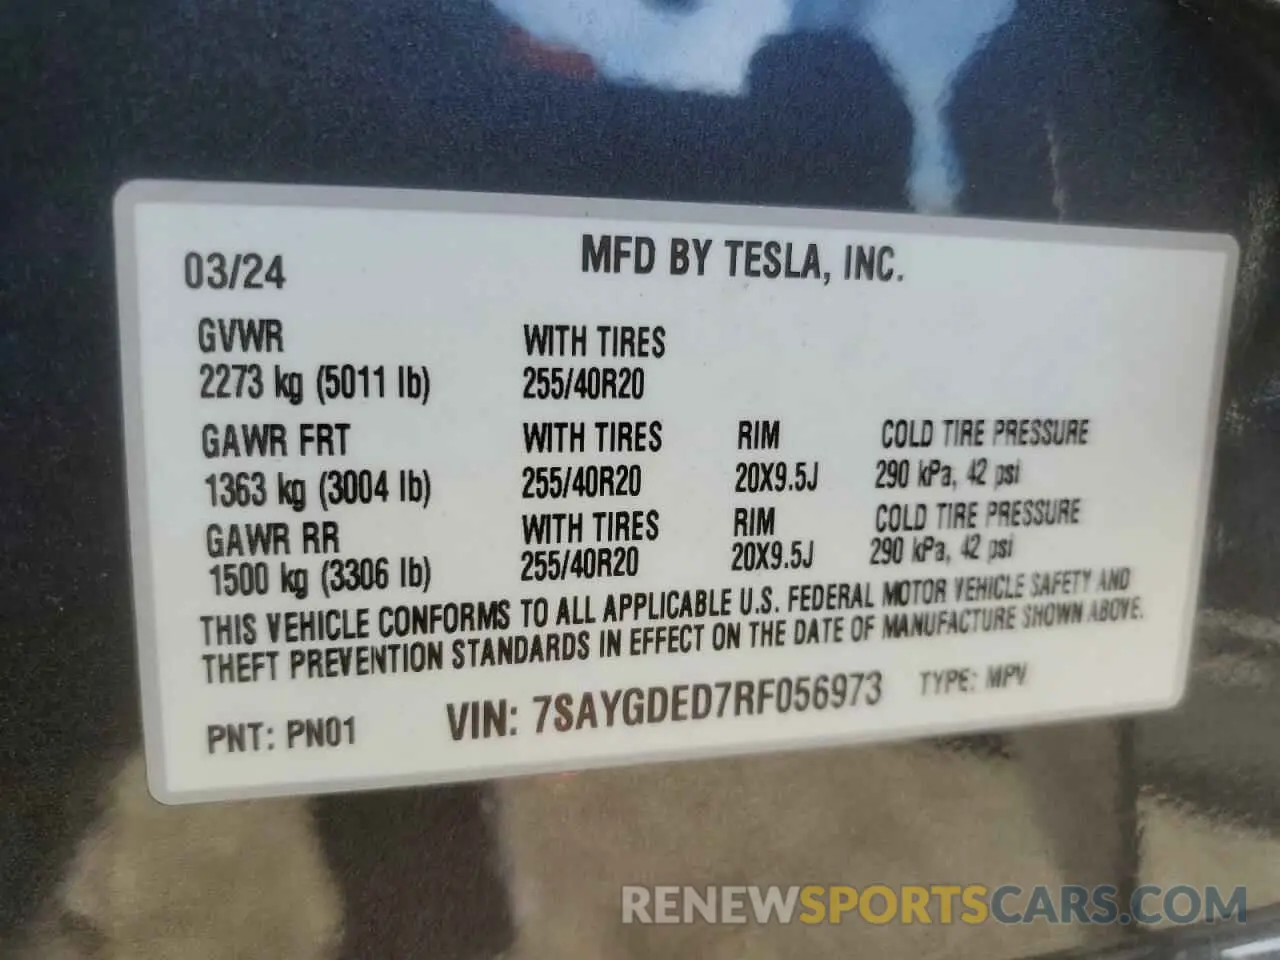 03/24 MFD BY TESLA, INC.
GVWR WITH TIRES
2273 kg (5011 lb) 255/40R20
GAWR FRT WITH TIRES RIM COLD TIRE PRESSURE
1363 kg (3004 lb) 255/40R20 20X9.5J 290 kPa, 42 psi
GAWR RR WITH TIRES RIM COLD TIRE PRESSURE
1500 kg (3306 lb) 255/40R20 20X9.5J 290 kPa, 42 psi
THIS VEHICLE CONFORMS TO ALL APPLICABLE U.S. FEDERAL MOTOR VEHICLE SAFETY AND
THEFT PREVENTION STANDARDS IN EFFECT ON THE DATE OF MANUFACTURE SHOWN ABOVE.
PNT: PN01 VIN: 7SAYGDED7RF056973 TYPE: MPV
RENEWSPORTSCARS.COM